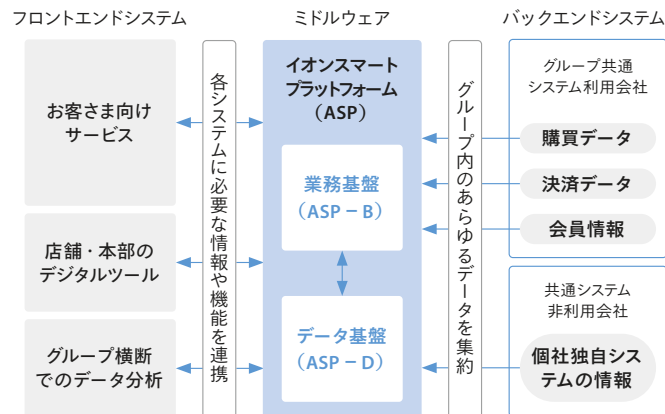 フロントエンドシステム
ミドルウェア
バックエンドシステム
お客さま向け
サービス
店舗・本部の
デジタルツール
グループ横断
でのデータ分析
各システムに必要な情報や機能を連携
イオンスマート
プラットフォーム
（ASP）
業務基盤
（ASP－B）
データ基盤
（ASP－D）
グループ内のあらゆるデータを集約
グループ共通
システム利用会社
購買データ
決済データ
会員情報
共通システム
非利用会社
個社独自シス
テムの情報